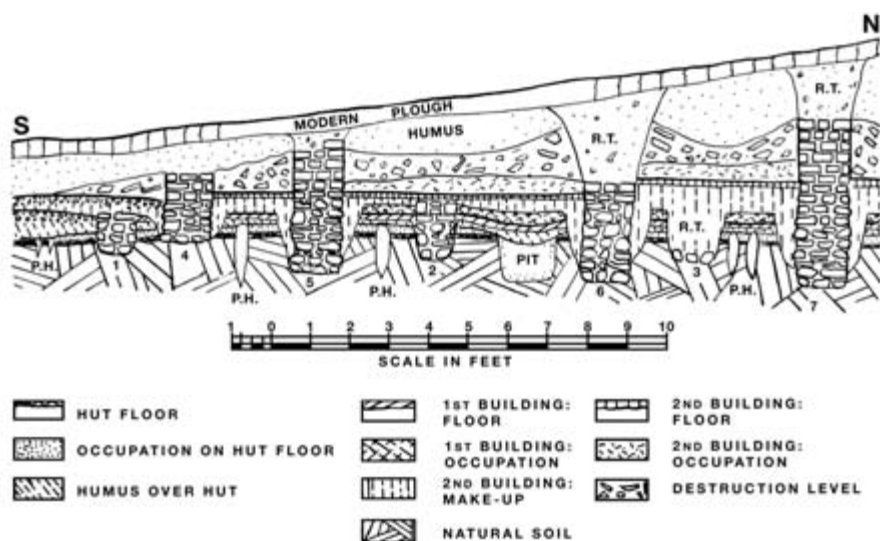 N
S
MODERN PLOUGH
HUMUS
R.T.
R.T.
R.T.
PIT
P.H.
1
4
P.H.
5
P.H.
2
6
3
P.H.
7
1 0 1 2 3 4 5 6 7 8 9 10
SCALE IN FEET
HUT FLOOR
OCCUPATION ON HUT FLOOR
HUMUS OVER HUT
1ST BUILDING:
FLOOR
1ST BUILDING:
OCCUPATION
2ND BUILDING:
MAKE-UP
NATURAL SOIL
2ND BUILDING:
FLOOR
2ND BUILDING:
OCCUPATION
DESTRUCTION LEVEL